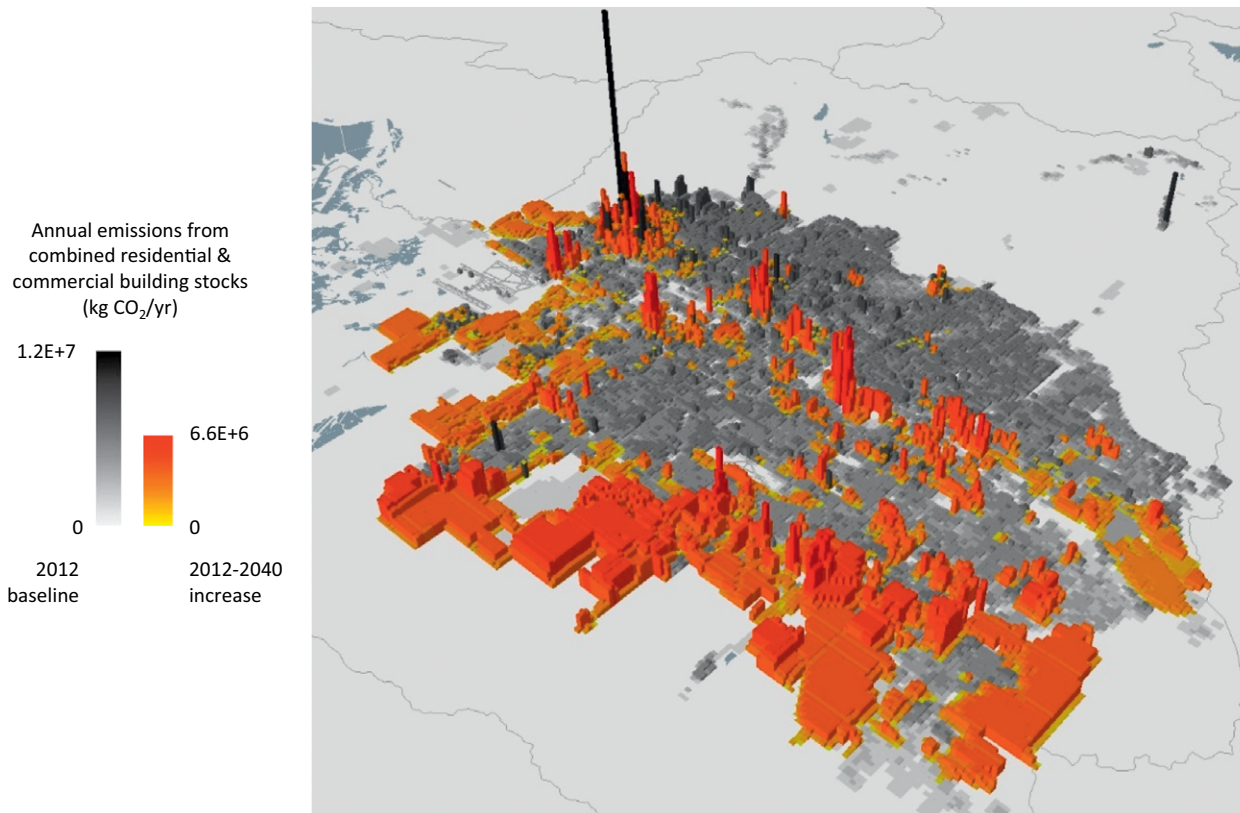 Annual emissions from
combined residential &
commercial building stocks
(kg CO₂/yr)
1.2E+7
6.6E+6
0
0
2012
baseline
2012-2040
increase